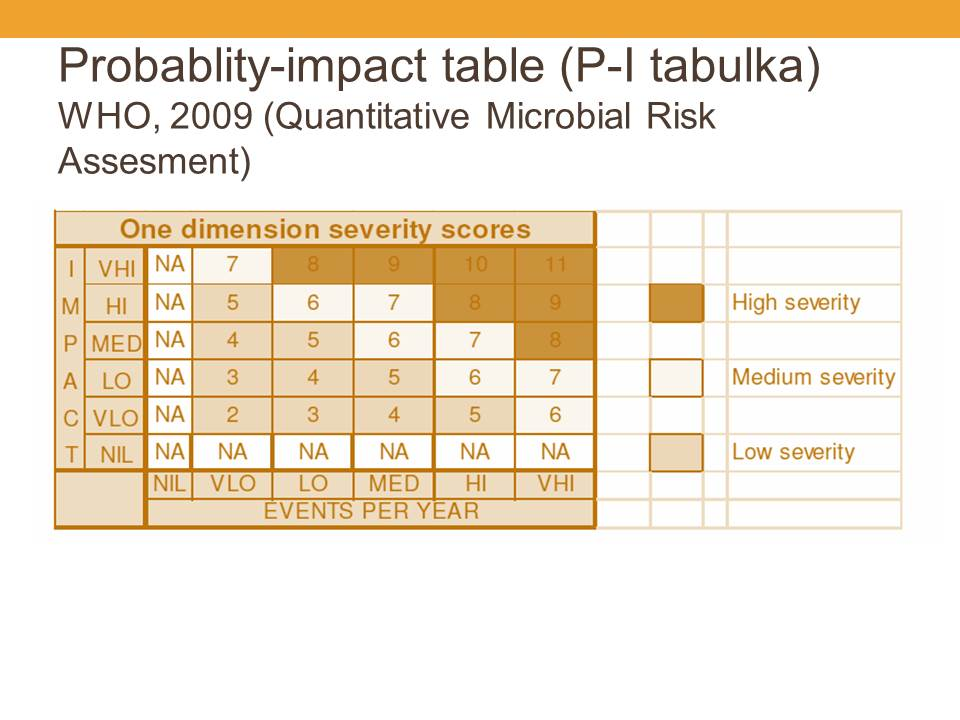 Probablity-impact table (P-I tabulka)
WHO, 2009 (Quantitative Microbial Risk
Assesment)
One dimension severity scores
I VHI NA 7 8 9 10 11
M HI NA 5 6 7 8 9 High severity
P MED NA 4 5 6 7 8
A LO NA 3 4 5 6 7 Medium severity
C VLO NA 2 3 4 5 6
T NIL NA NA NA NA NA NA Low severity
NIL VLO LO MED HI VHI
EVENTS PER YEAR